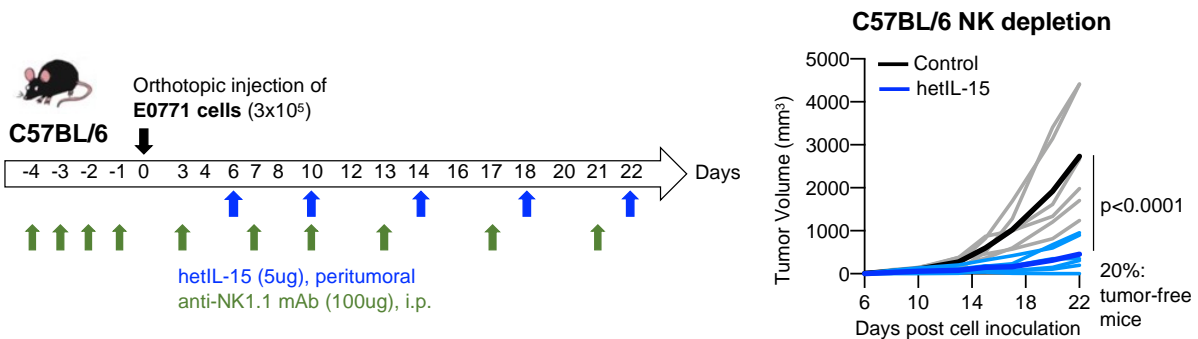 C57BL/6
Orthotopic injection of
E0771 cells (3x10⁵)
-4 -3 -2 -1 0 3 4 6 7 8 10 12 13 14 16 17 18 20 21 22 Days
hetIL-15 (5ug), peritumoral
anti-NK1.1 mAb (100ug), i.p.
C57BL/6 NK depletion
Tumor Volume (mm³)
5000
4000
3000
2000
1000
0
Control
hetIL-15
6 10 14 18 22
Days post cell inoculation
p<0.0001
20%:
tumor-free
mice